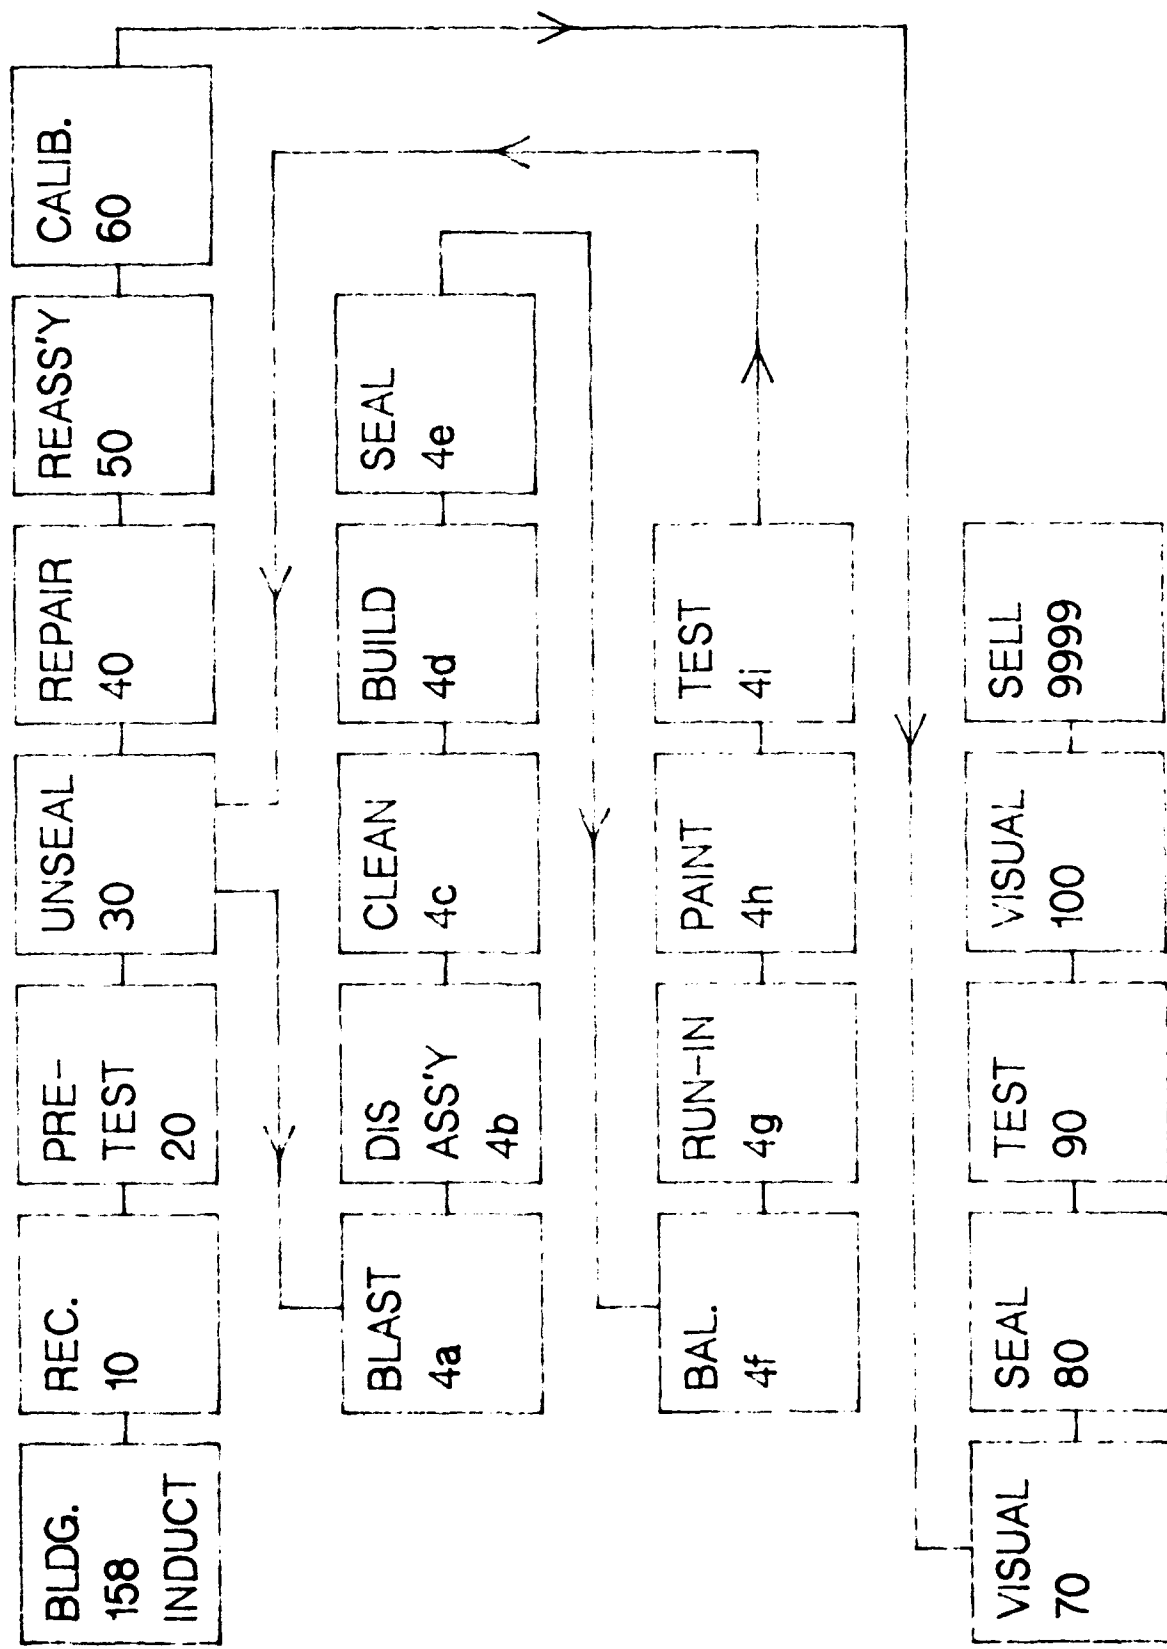 BLDG.
158
INDUCT
REC.
10
PRE-
TEST
20
UNSEAL
30
REPAIR
40
REASS'Y
50
CALIB.
60
BLAST
4a
DIS
ASS'Y
4b
CLEAN
4c
BUILD
4d
SEAL
4e
BAL.
4f
RUN-IN
4g
PAINT
4h
TEST
4i
VISUAL
70
SEAL
80
TEST
90
VISUAL
100
SELL
9999